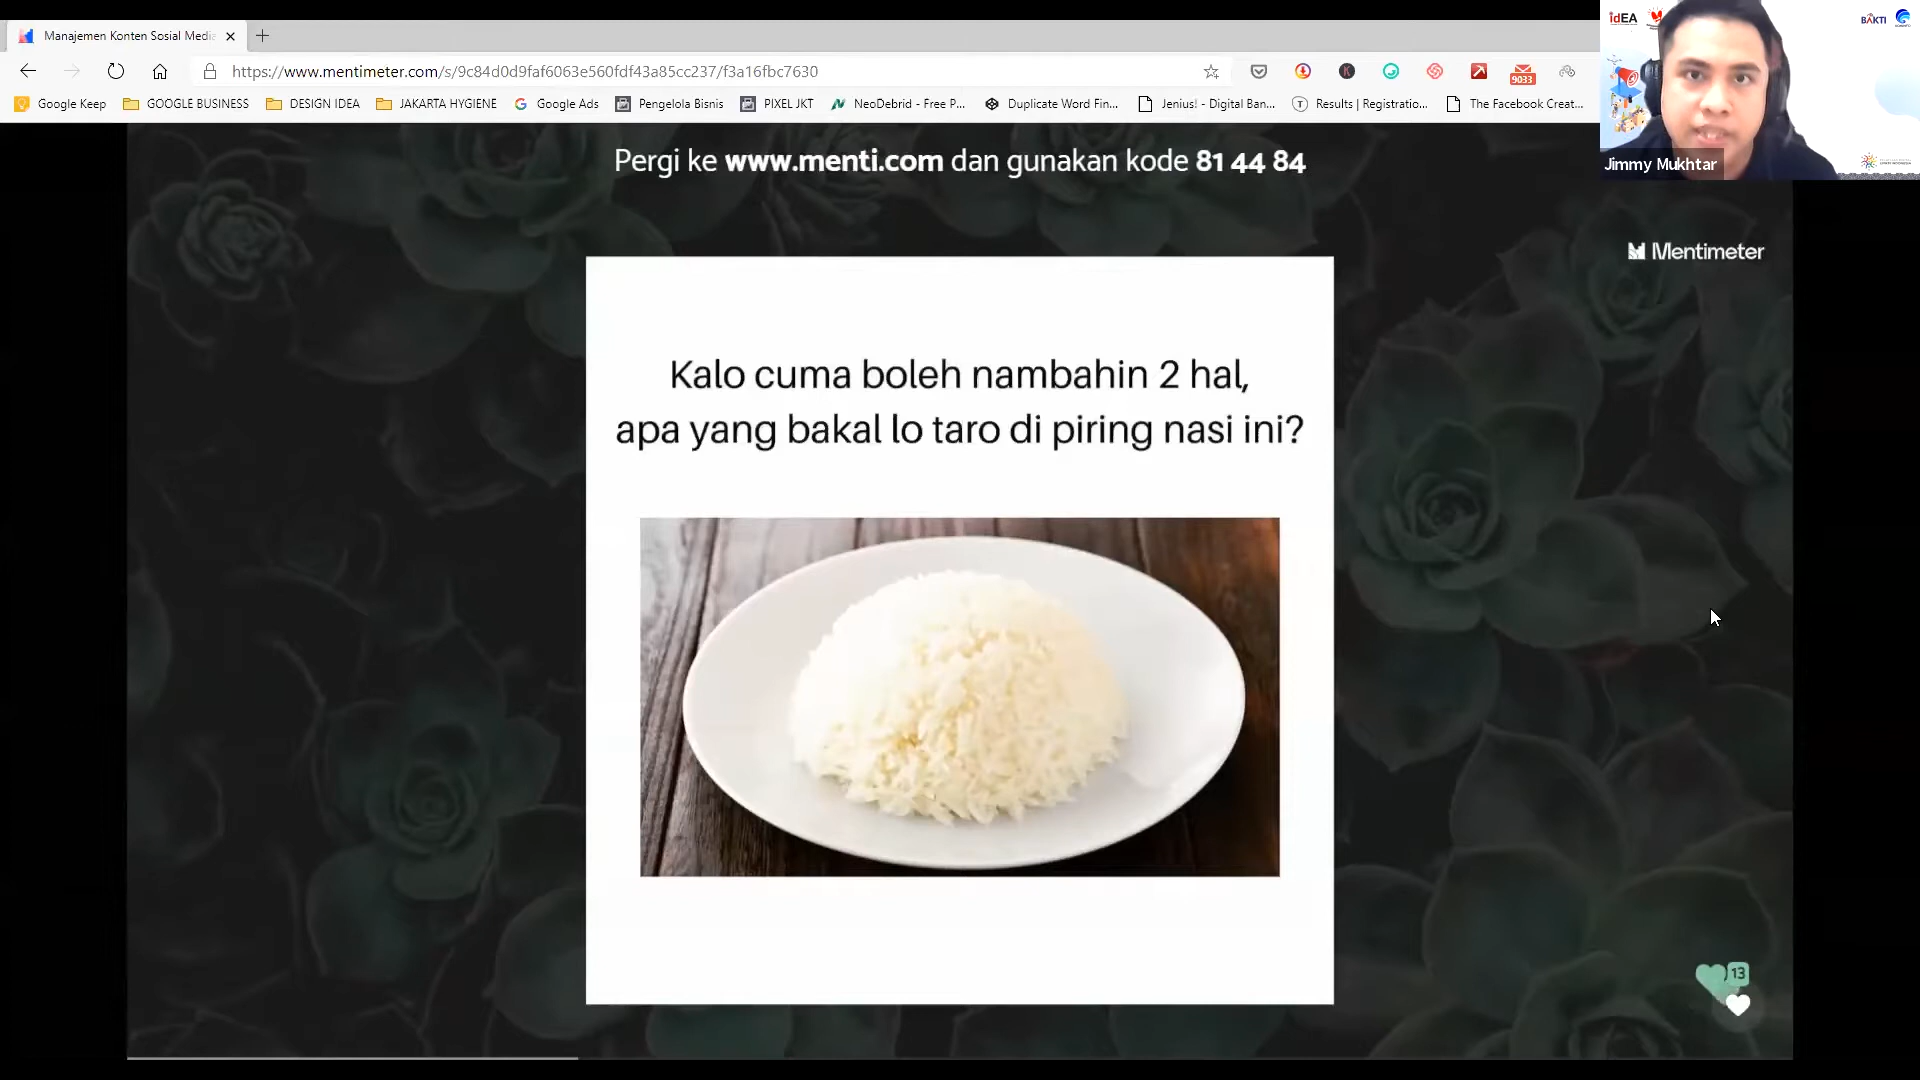 Manajemen Konten Sosial Media
https://www.mentimeter.com/s/9c84d0d9faf6063e560fdf43a85cc237/f3a16fbc7630
9033
Google Keep
GOOGLE BUSINESS
DESIGN IDEA
JAKARTA HYGIENE
Google Ads
Pengelola Bisnis
PIXEL JKT
NeoDebrid - Free P...
Duplicate Word Fin...
Jenius! - Digital Ban...
Results | Registratio...
The Facebook Creat...
idEA
BAKTI
Jimmy Mukhtar
Pergi ke www.menti.com dan gunakan kode 81 44 84
Mentimeter
Kalo cuma boleh nambahin 2 hal,
apa yang bakal lo taro di piring nasi ini?
13